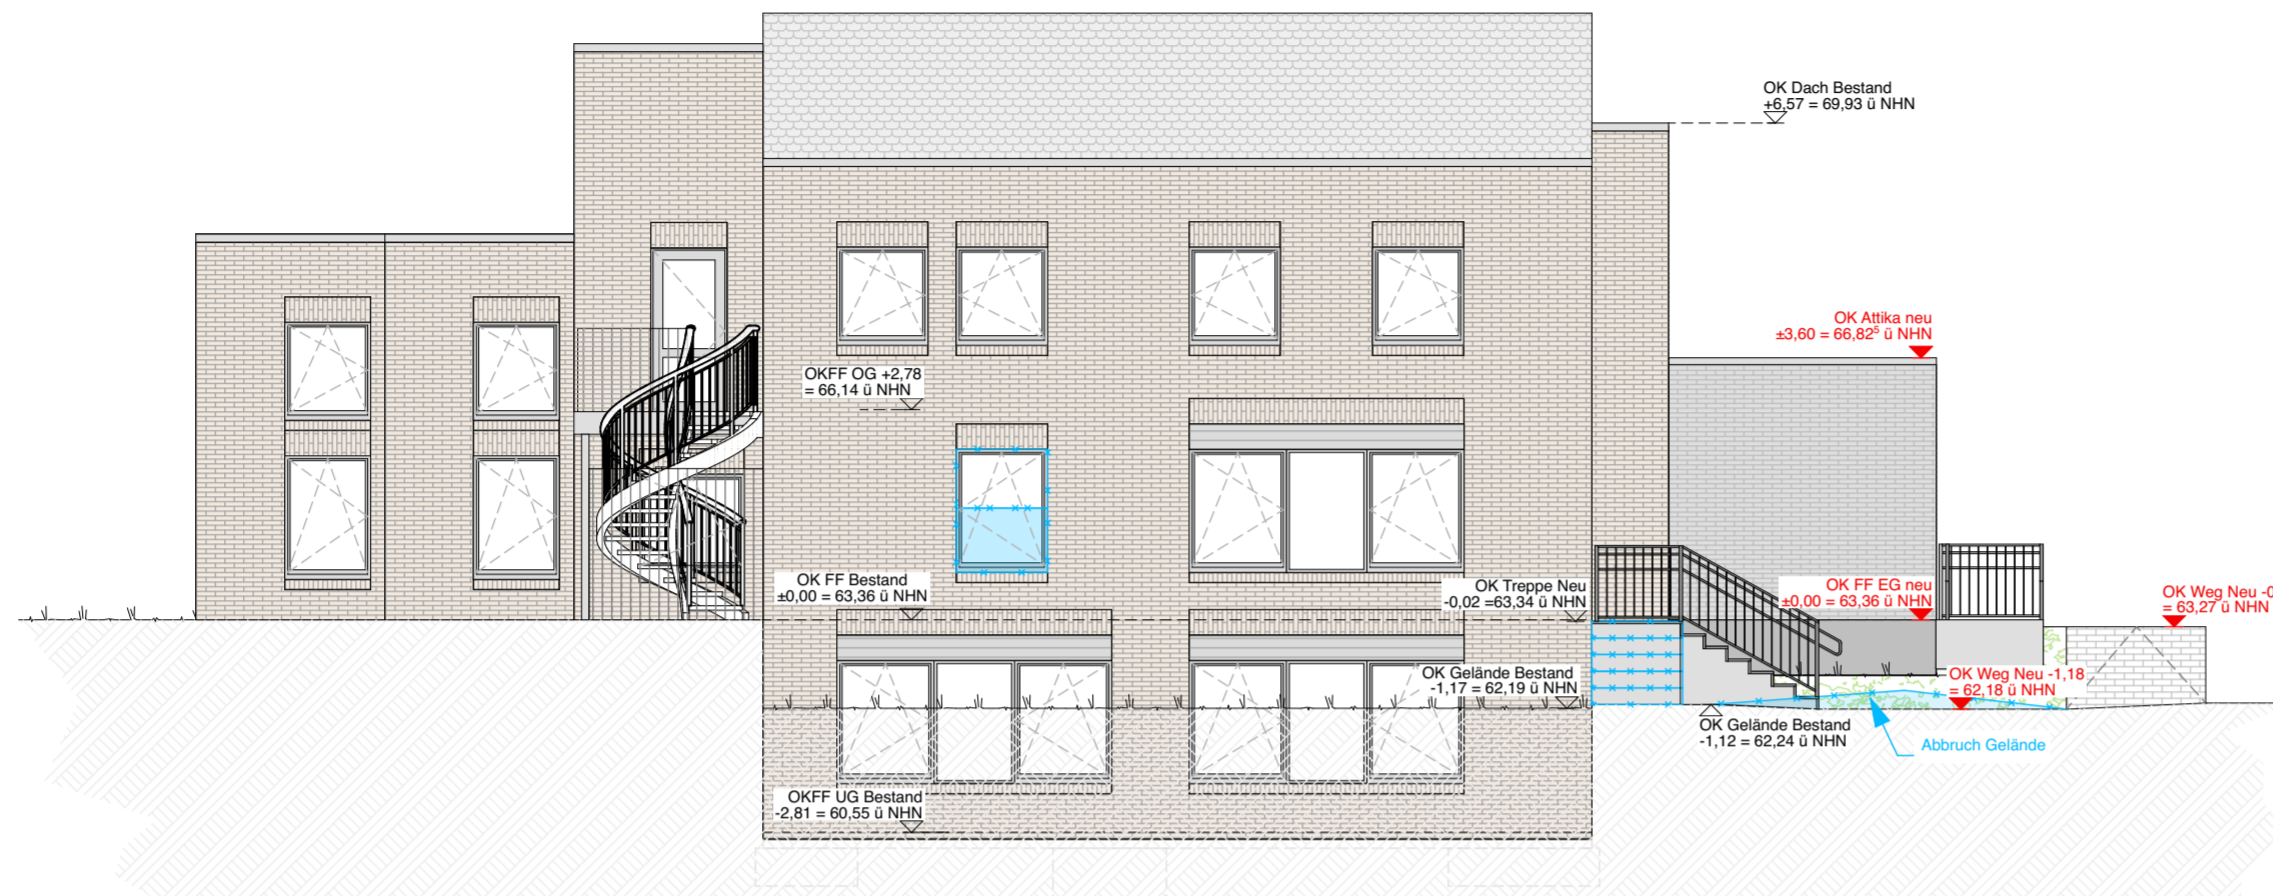 OK Dach Bestand
+6,57 = 69,93 ü NHN
OK Attika neu
±3,60 = 66,82⁵ ü NHN
OKFF OG +2,78
= 66,14 ü NHN
OK FF Bestand
±0,00 = 63,36 ü NHN
OK Treppe Neu
-0,02 =63,34 ü NHN
OK FF EG neu
±0,00 = 63,36 ü NHN
OK Weg Neu -0
= 63,27 ü NHN
OK Gelände Bestand
-1,17 = 62,19 ü NHN
OK Weg Neu -1,18
= 62,18 ü NHN
OK Gelände Bestand
-1,12 = 62,24 ü NHN
Abbruch Gelände
OKFF UG Bestand
-2,81 = 60,55 ü NHN